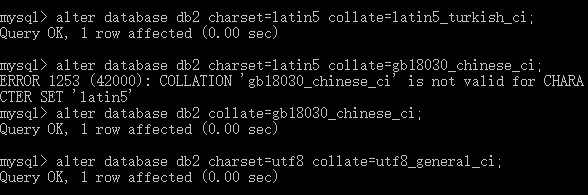 mysql> alter database db2 charset=latin5 collate=latin5_turkish_ci;
Query OK, 1 row affected (0.00 sec)
mysql> alter database db2 charset=latin5 collate=gb18030_chinese_ci;
ERROR 1253 (42000): COLLATION 'gb18030_chinese_ci' is not valid for CHARA
CTER SET 'latin5'
mysql> alter database db2 collate=gb18030_chinese_ci;
Query OK, 1 row affected (0.00 sec)
mysql> alter database db2 charset=utf8 collate=utf8_general_ci;
Query OK, 1 row affected (0.00 sec)